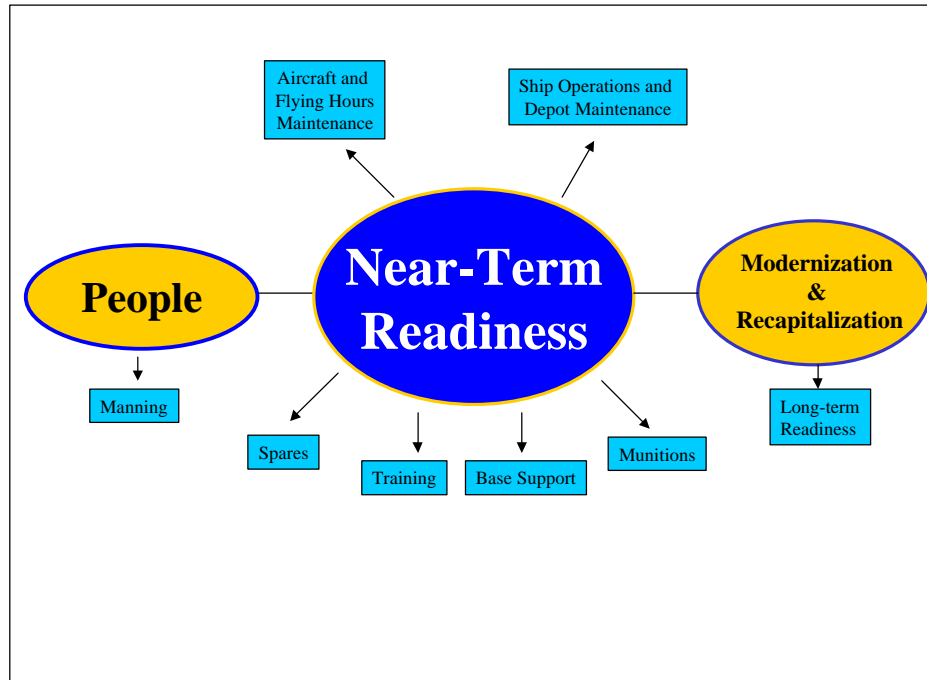 Aircraft and
Flying Hours
Maintenance
Ship Operations and
Depot Maintenance
People
Near-Term
Readiness
Modernization
&
Recapitalization
Manning
Spares
Training
Base Support
Munitions
Long-term
Readiness